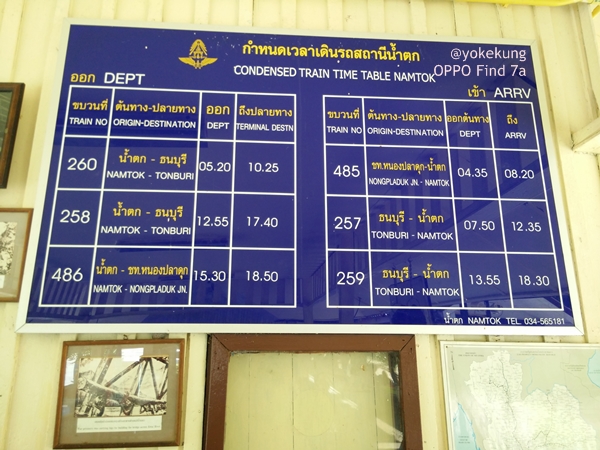 กำหนดเวลาเดินรถสถานีน้ำตก
@yokekung
CONDSENSED TRAIN TIME TABLE NAMTOK
OPPO Find 7a
ออก DEPT
ขบวนที่ ต้นทาง-ปลายทาง ออก ถึงปลายทาง
TRAIN NO ORIGIN-DESTINATION DEPT TERMINAL DESTN
260 น้ำตก - ธนบุรี 05.20 10.25
NAMTOK - TONBURI
258 น้ำตก - ธนบุรี 12.55 17.40
NAMTOK - TONBURI
486 น้ำตก - ชท.หนองปลาดุก 15.30 18.50
NAMTOK - NONGPLADUK JN.
เข้า ARRV
ขบวนที่ ต้นทาง-ปลายทาง ออกต้นทาง ถึง
TRAIN NO ORIGIN-DESTINATION DEPT ARRV
485 ชท.หนองปลาดุก-น้ำตก 04.35 08.20
NONGPLADUK JN. - NAMTOK
257 ธนบุรี - น้ำตก 07.50 12.35
TONBURI - NAMTOK
259 ธนบุรี - น้ำตก 13.55 18.30
TONBURI - NAMTOK
น้ำตก NAMTOK TEL. 034-565181